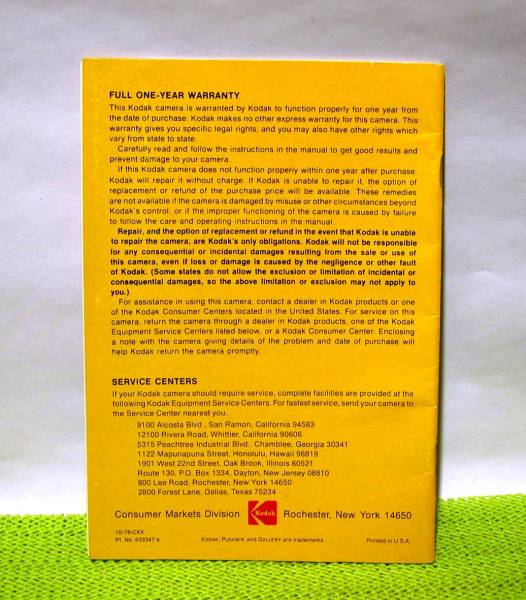 FULL ONE-YEAR WARRANTY
This Kodak camera is warranted by Kodak to function properly for one year from
the date of purchase. Kodak makes no other express warranty for this camera. This
warranty gives you specific legal rights, and you may also have other rights which
vary from state to state.
Carefully read and follow the instructions in the manual to get good results and
prevent damage to your camera.
If this Kodak camera does not function properly within one year after purchase,
Kodak will repair it without charge. If Kodak is unable to repair it, the option of
replacement or refund of the purchase price will be available. These remedies
are not available if the camera is damaged by misuse or other circumstances beyond
Kodak's control, or if the improper functioning of the camera is caused by failure
to follow the care and operating instructions in the manual.
Repair, and the option of replacement or refund in the event that Kodak is unable
to repair the camera, are Kodak's only obligations. Kodak will not be responsible
for any consequential or incidental damages resulting from the sale or use of
this camera, even if loss or damage is caused by the negligence or other fault
of Kodak. (Some states do not allow the exclusion or limitation of incidental or
consequential damages, so the above limitation or exclusion may not apply to
you.)
For assistance in using this camera, contact a dealer in Kodak products or one
of the Kodak Consumer Centers located in the United States. For service on this
camera, return the camera through a dealer in Kodak products, one of the Kodak
Equipment Service Centers listed below, or a Kodak Consumer Center. Enclosing
a note with the camera giving details of the problem and date of purchase will
help Kodak return the camera promptly.
SERVICE CENTERS
If your Kodak camera should require service, complete facilities are provided at the
following Kodak Equipment Service Centers. For fastest service, send your camera to
the Service Center nearest you.
9100 Alcosta Blvd., San Ramon, California 94583
12100 Rivera Road, Whittier, California 90606
5315 Peachtree Industrial Blvd., Chamblee, Georgia 30341
1122 Mapunapuna Street, Honolulu, Hawaii 96819
1901 West 22nd Street, Oak Brook, Illinois 60521
Route 130, P.O. Box 1334, Dayton, New Jersey 08810
800 Lee Road, Rochester, New York 14650
2800 Forest Lane, Dallas, Texas 75234
Consumer Markets Division Kodak Rochester, New York 14650
10-78-CXX
Pt. No. 633347 a KODAK, PLEASER, and GALLERY are trademarks. Printed in U.S.A.